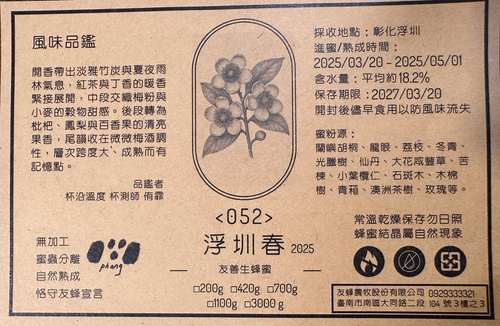 風味品鑑
開香帶出淡雅竹炭與夏夜雨
林氣息，紅茶與丁香的暖香
緊接展開，中段交織梅粉與
小麥的穀物甜感。後段轉為
枇杷、鳳梨與百香果的清亮
果香，尾韻收在微微梅酒調
性，層次跨度大、成熟而有
記憶點。
品鑑者
杯沿溫度 杯測師 侑霏
無加工
蜜蟲分離
自然熟成
恪守友蜂宣言
phang
<052>
浮圳春 2025
友善生蜂蜜
□200g □420g □700g
□1100g □3000g
採收地點：彰化浮圳
進蜜/熟成時間：
2025/03/20 - 2025/05/01
含水量：平均約18.2%
保存期限：2027/03/20
開封後儘早食用以防風味流失
蜜粉源：
蘭嶼胡桐、龍眼、荔枝、冬青、
光臘樹、仙丹、大花咸豐草、苦
楝、小葉欖仁、石斑木、木棉
樹、青葙、澳洲茶樹、玫瑰等。
常溫乾燥保存勿日照
蜂蜜結晶屬自然現象
友蜂農牧股份有限公司 0929333321
臺南市南區大同路二段 184 號 3 樓之 3